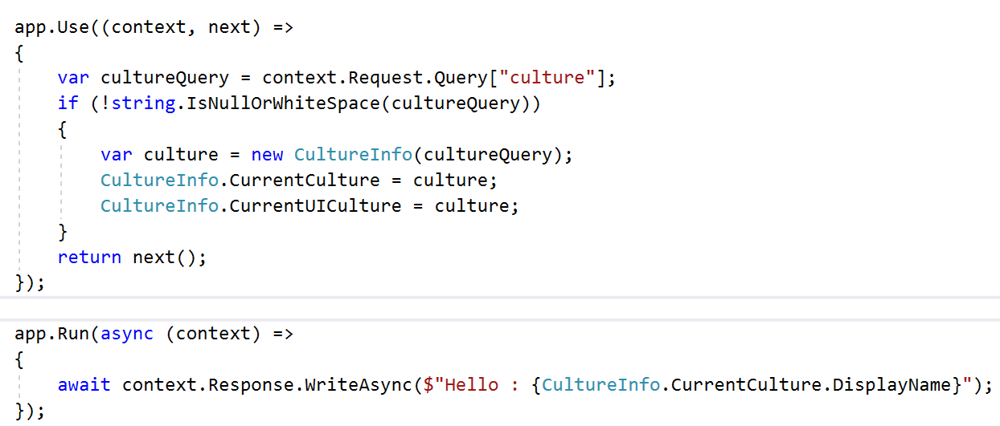 app.Use((context, next) =>
{
    var cultureQuery = context.Request.Query["culture"];
    if (!string.IsNullOrWhiteSpace(cultureQuery))
    {
        var culture = new CultureInfo(cultureQuery);
        CultureInfo.CurrentCulture = culture;
        CultureInfo.CurrentUICulture = culture;
    }
    return next();
});
app.Run(async (context) =>
{
    await context.Response.WriteAsync($"Hello : {CultureInfo.CurrentCulture.DisplayName}");
});